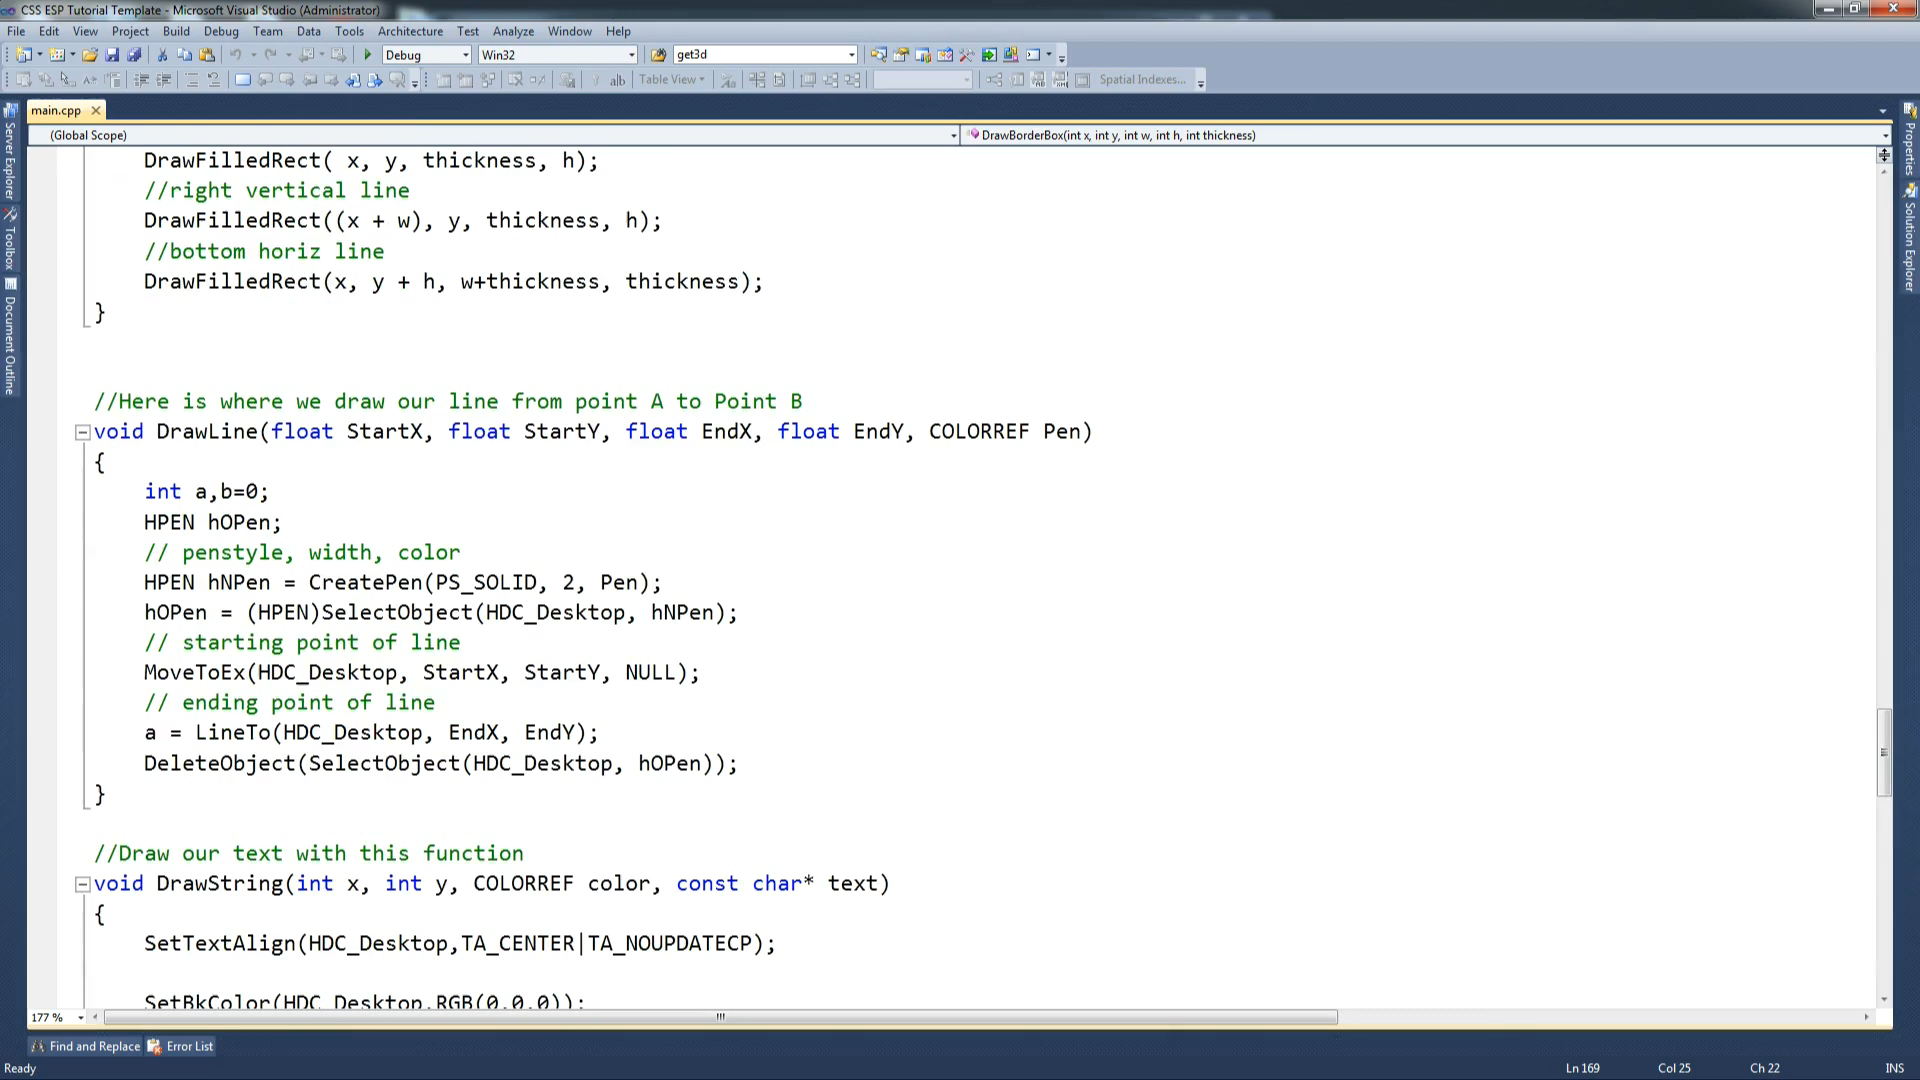 CSS ESP Tutorial Template - Microsoft Visual Studio (Administrator)
File Edit View Project Build Debug Team Data Tools Architecture Test Analyze Window Help
Debug Win32 get3d
Table View Spatial Indexes...
main.cpp
(Global Scope) DrawBorderBox(int x, int y, int w, int h, int thickness)
Server Explorer
Toolbox
Document Outline
Properties
Solution Explorer
DrawFilledRect( x, y, thickness, h);
//right vertical line
DrawFilledRect((x + w), y, thickness, h);
//bottom horiz line
DrawFilledRect(x, y + h, w+thickness, thickness);
}
//Here is where we draw our line from point A to Point B
void DrawLine(float StartX, float StartY, float EndX, float EndY, COLORREF Pen)
{
int a,b=0;
HPEN hOPen;
// penstyle, width, color
HPEN hNPen = CreatePen(PS_SOLID, 2, Pen);
hOPen = (HPEN)SelectObject(HDC_Desktop, hNPen);
// starting point of line
MoveToEx(HDC_Desktop, StartX, StartY, NULL);
// ending point of line
a = LineTo(HDC_Desktop, EndX, EndY);
DeleteObject(SelectObject(HDC_Desktop, hOPen));
}
//Draw our text with this function
void DrawString(int x, int y, COLORREF color, const char* text)
{
SetTextAlign(HDC_Desktop,TA_CENTER|TA_NOUPDATECP);
SetBkColor(HDC_Desktop,RGB(0,0,0));
177 %
Find and Replace Error List
Ready Ln 169 Col 25 Ch 22 INS